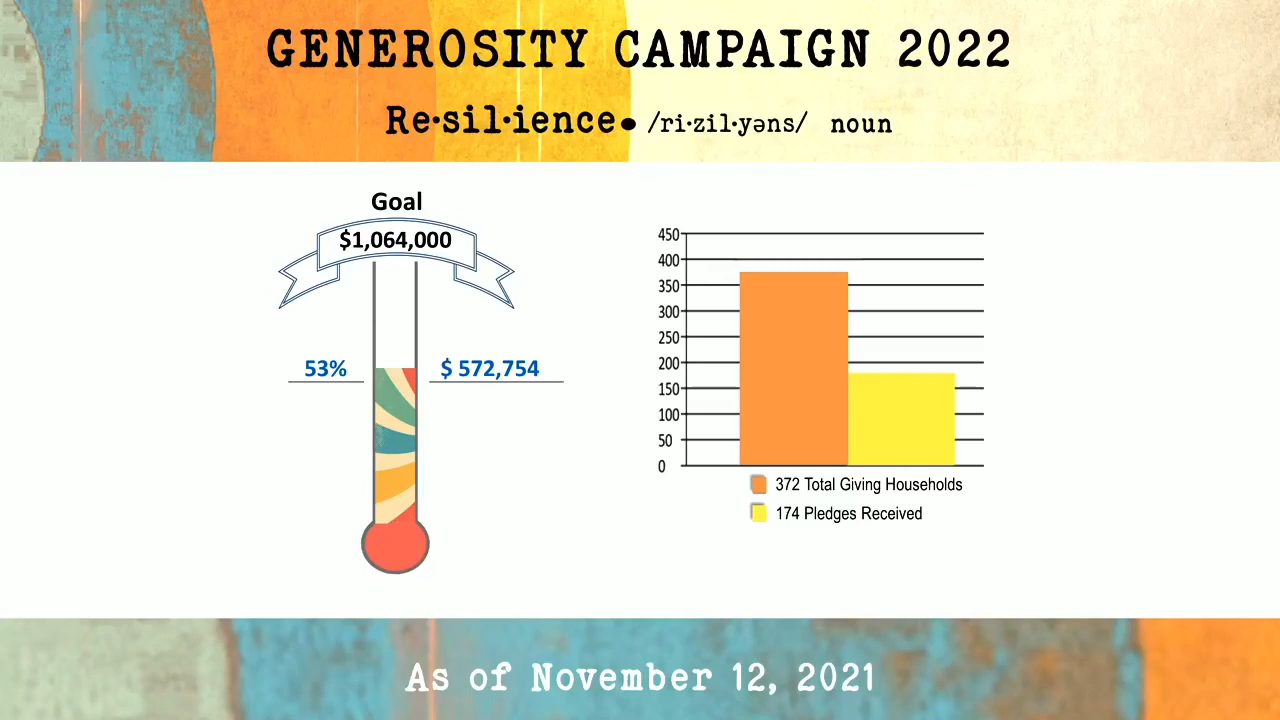 GENEROSITY CAMPAIGN 2022
Re·sil·ience● /ri·zil·yəns/ noun
Goal
$1,064,000
53%
$ 572,754
450
400
350
300
250
200
150
100
50
0
372 Total Giving Households
174 Pledges Received
As of November 12, 2021